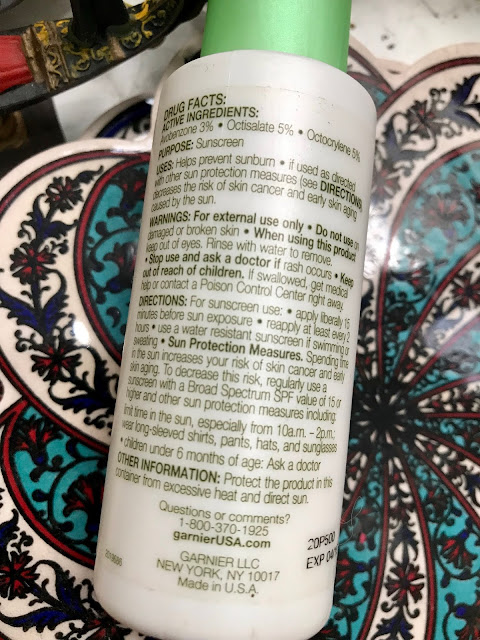 DRUG FACTS:
ACTIVE INGREDIENTS:
Avobenzone 3% • Octisalate 5% • Octocrylene 5%
PURPOSE: Sunscreen
USES: Helps prevent sunburn • if used as directed
with other sun protection measures (see DIRECTIONS)
decreases the risk of skin cancer and early skin aging
caused by the sun.
WARNINGS: For external use only • Do not use on
damaged or broken skin • When using this product
keep out of eyes. Rinse with water to remove.
• Stop use and ask a doctor if rash occurs • Keep
out of reach of children. If swallowed, get medical
help or contact a Poison Control Center right away.
DIRECTIONS: For sunscreen use: • apply liberally 15
minutes before sun exposure • reapply at least every 2
hours • use a water resistant sunscreen if swimming or
sweating • Sun Protection Measures. Spending time
in the sun increases your risk of skin cancer and early
skin aging. To decrease this risk, regularly use a
sunscreen with a Broad Spectrum SPF value of 15 or
higher and other sun protection measures including:
limit time in the sun, especially from 10a.m. – 2p.m.;
wear long-sleeved shirts, pants, hats, and sunglasses
• children under 6 months of age: Ask a doctor
OTHER INFORMATION: Protect the product in this
container from excessive heat and direct sun.
Questions or comments?
1-800-370-1925
garnierUSA.com
GARNIER LLC
NEW YORK, NY 10017
Made in U.S.A.
20P500
EXP 04/